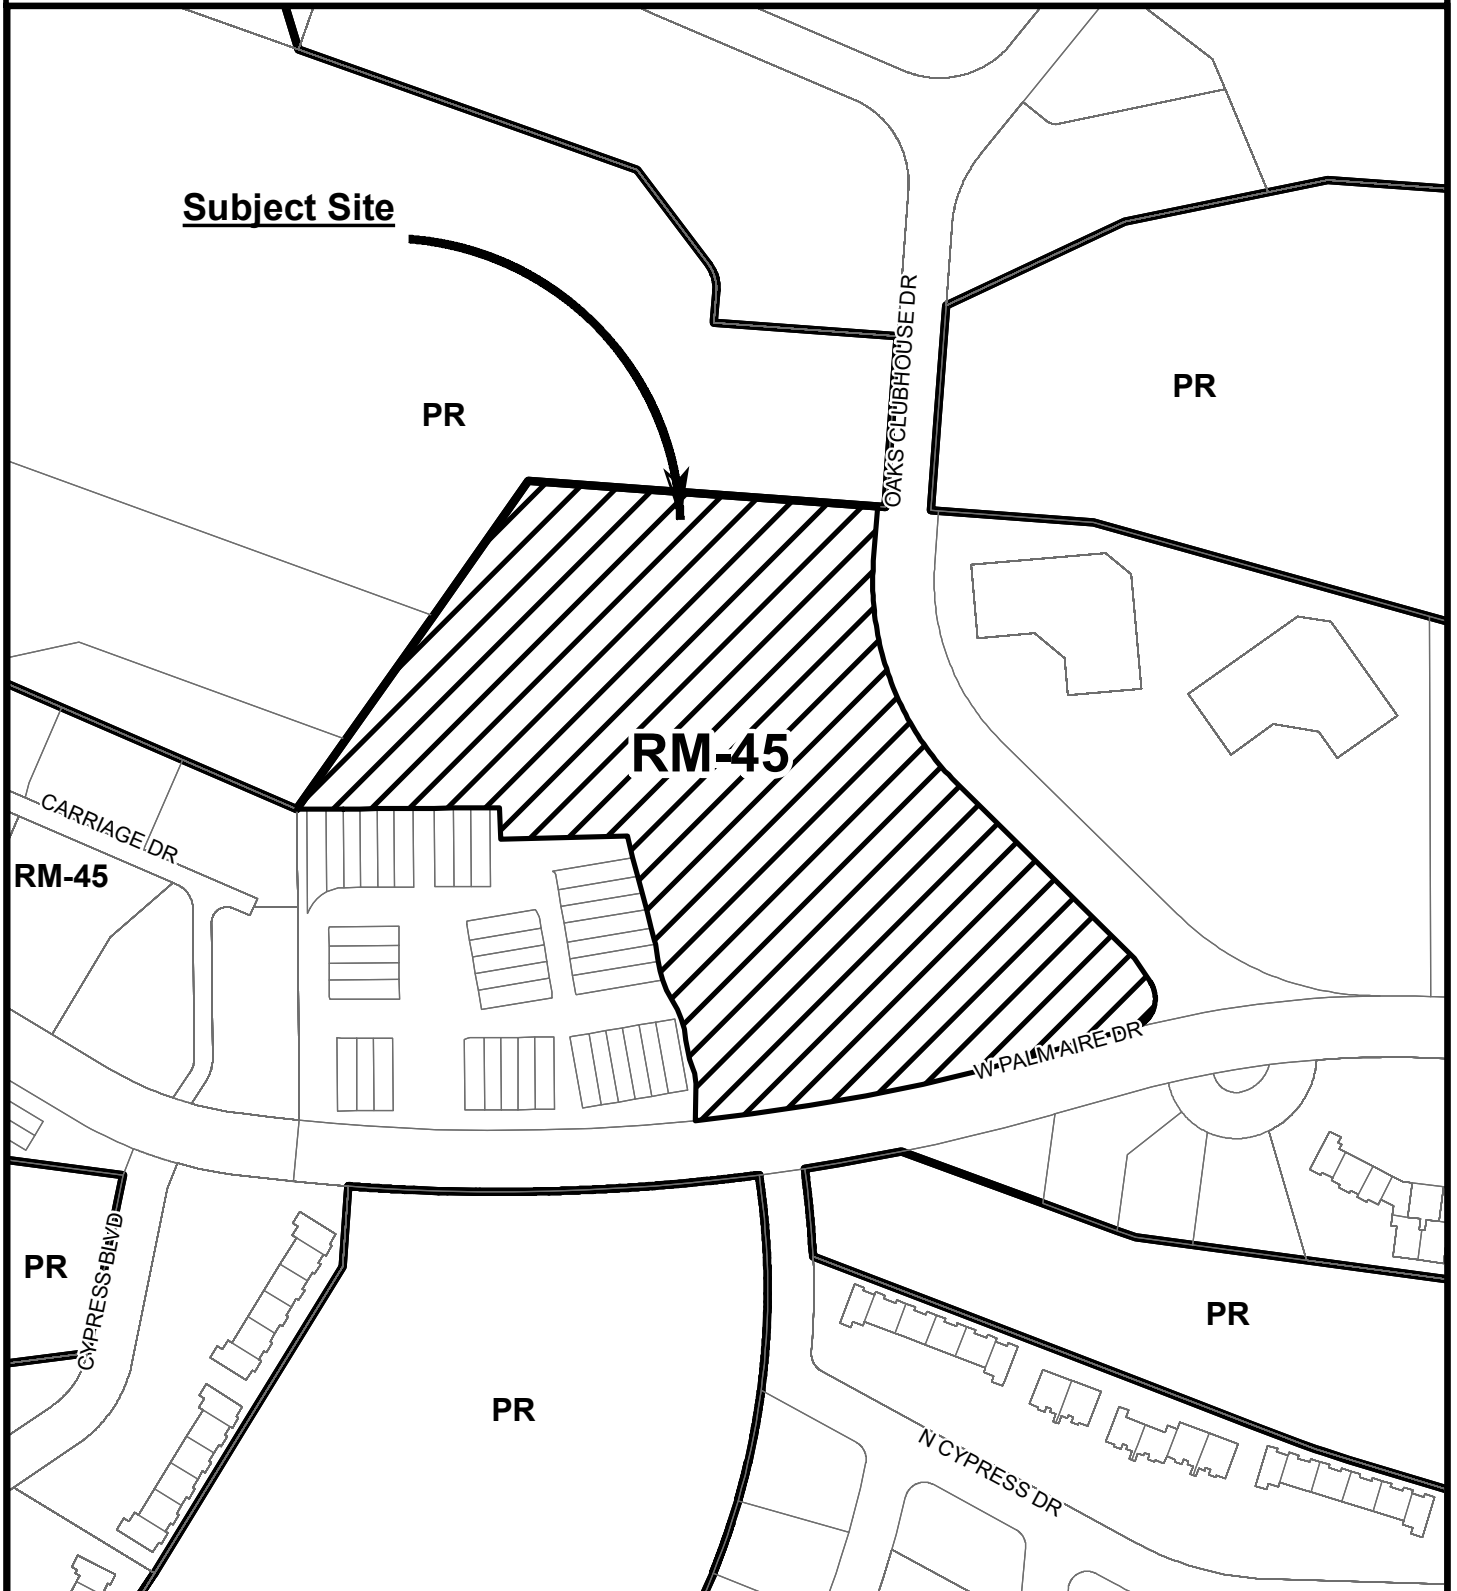 Subject Site
OAKS CLUBHOUSE DR
PR
PR
RM-45
CARRIAGE DR
RM-45
W PALM AIRE DR
CYPRESS BLVD
PR
PR
PR
N CYPRESS DR